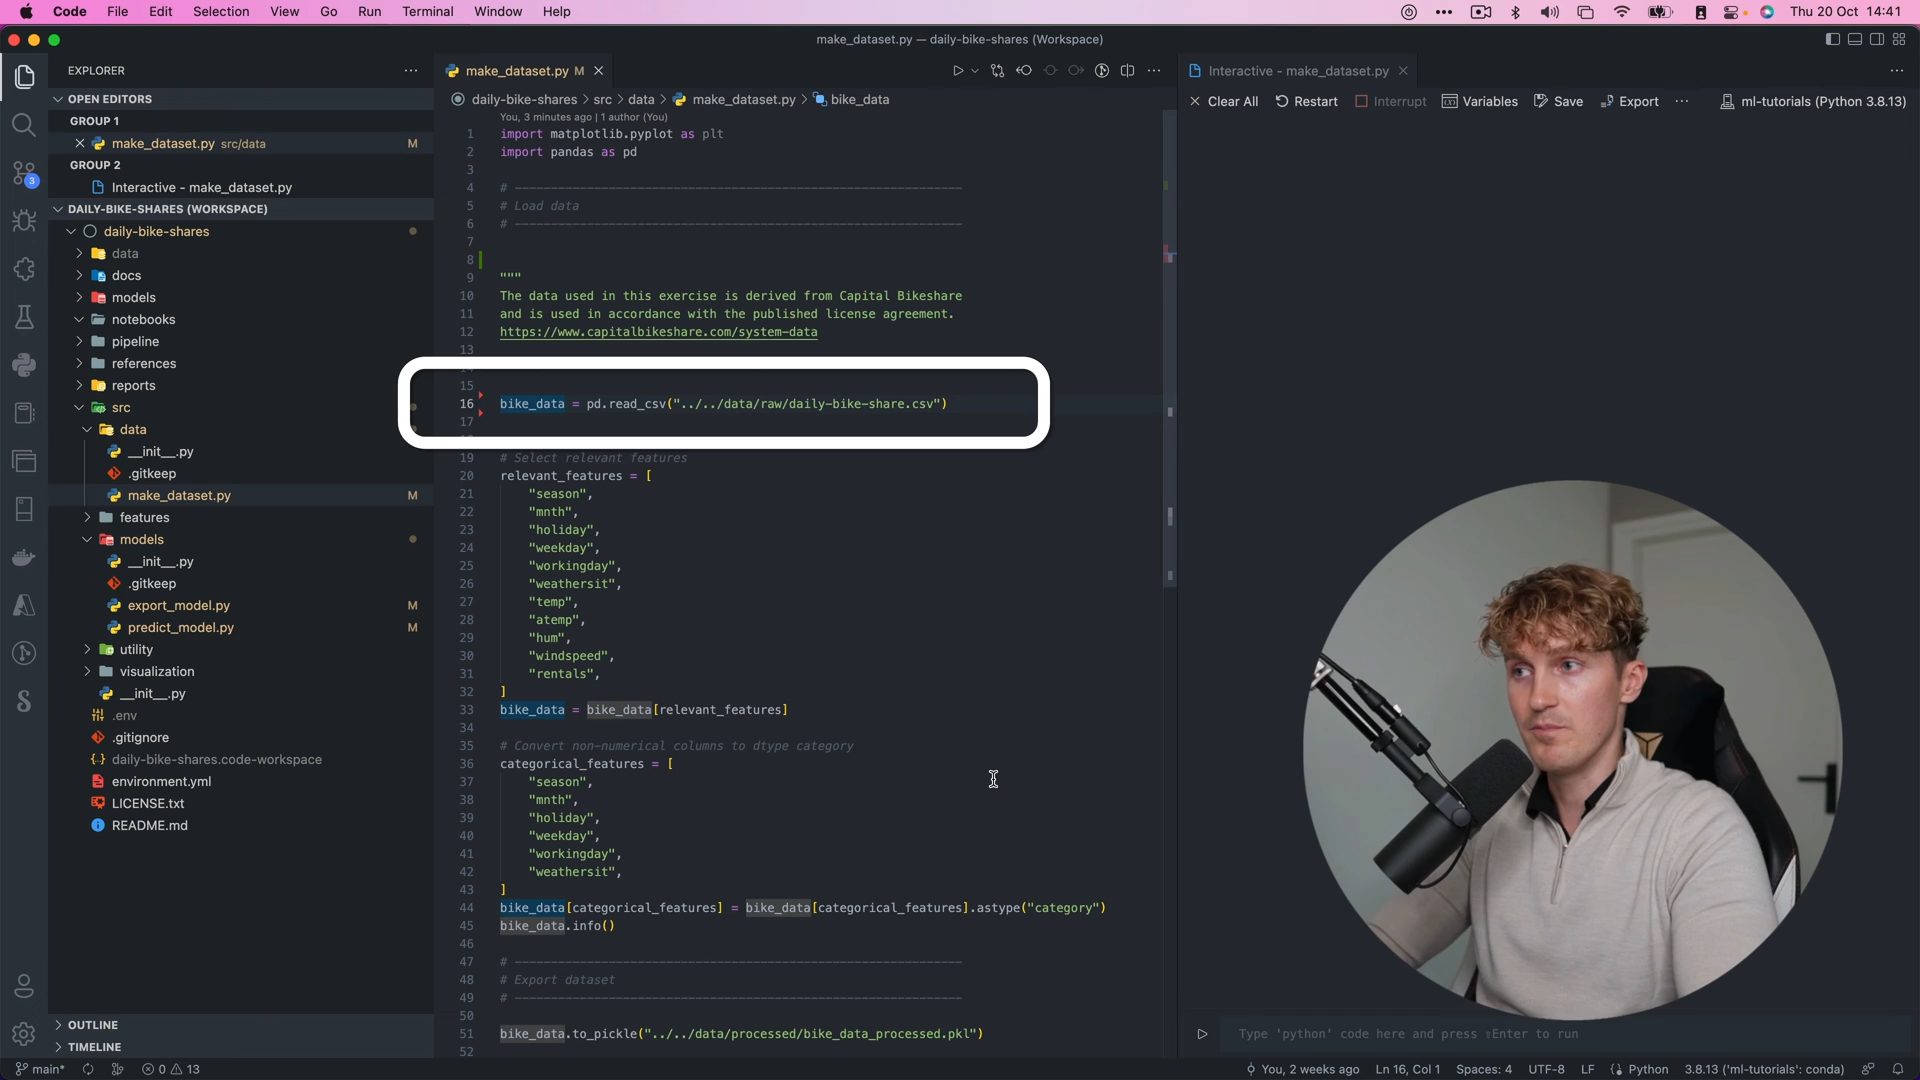 Code File Edit Selection View Go Run Terminal Window Help Thu 20 Oct 14:41
make_dataset.py — daily-bike-shares (Workspace)
EXPLORER
OPEN EDITORS
GROUP 1
make_dataset.py src/data M
GROUP 2
Interactive - make_dataset.py
DAILY-BIKE-SHARES (WORKSPACE)
daily-bike-shares
data
docs
models
notebooks
pipeline
references
reports
src
data
__init__.py
.gitkeep
make_dataset.py M
features
models
__init__.py
.gitkeep
export_model.py M
predict_model.py M
utility
visualization
__init__.py
.env
.gitignore
daily-bike-shares.code-workspace
environment.yml
LICENSE.txt
README.md
OUTLINE
TIMELINE
3
make_dataset.py M
daily-bike-shares > src > data > make_dataset.py > bike_data
You, 3 minutes ago | 1 author (You)
1 import matplotlib.pyplot as plt
2 import pandas as pd
3
4 # ----------
5 # Load data
6 # ----------
7
8
9 """
10 The data used in this exercise is derived from Capital Bikeshare
11 and is used in accordance with the published license agreement.
12 https://www.capitalbikeshare.com/system-data
13
15
16 bike_data = pd.read_csv("../../data/raw/daily-bike-share.csv")
17
19 # Select relevant features
20 relevant_features = [
21 "season",
22 "mnth",
23 "holiday",
24 "weekday",
25 "workingday",
26 "weathersit",
27 "temp",
28 "atemp",
29 "hum",
30 "windspeed",
31 "rentals",
32 ]
33 bike_data = bike_data[relevant_features]
34
35 # Convert non-numerical columns to dtype category
36 categorical_features = [
37 "season",
38 "mnth",
39 "holiday",
40 "weekday",
41 "workingday",
42 "weathersit",
43 ]
44 bike_data[categorical_features] = bike_data[categorical_features].astype("category")
45 bike_data.info()
46
47 # ----------
48 # Export dataset
49 # ----------
50
51 bike_data.to_pickle("../../data/processed/bike_data_processed.pkl")
52
Interactive - make_dataset.py
Clear All Restart Interrupt Variables Save Export ml-tutorials (Python 3.8.13)
Type 'python' code here and press ⇧Enter to run
main* 0 13 You, 2 weeks ago Ln 16, Col 1 Spaces: 4 UTF-8 LF Python 3.8.13 ('ml-tutorials': conda)